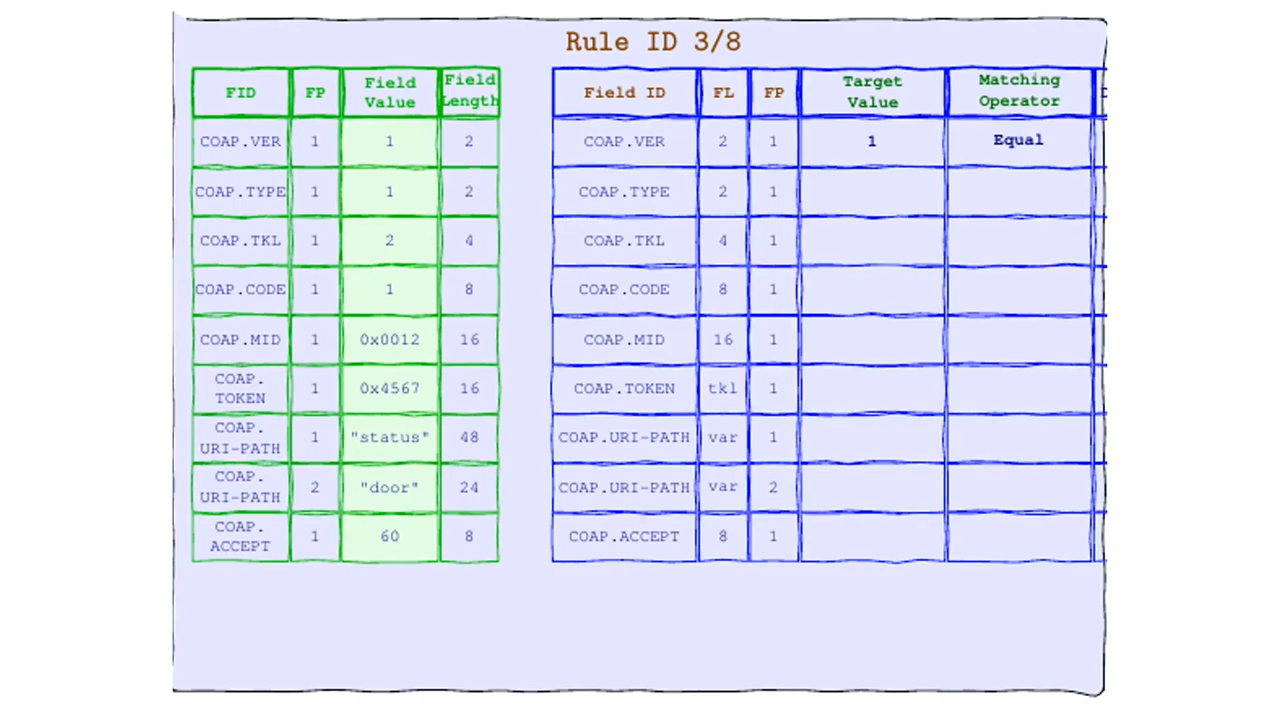 Rule ID 3/8
FID FP Field Value Field Length
COAP.VER 1 1 2
COAP.TYPE 1 1 2
COAP.TKL 1 2 4
COAP.CODE 1 1 8
COAP.MID 1 0x0012 16
COAP. TOKEN 1 0x4567 16
COAP. URI-PATH 1 "status" 48
COAP. URI-PATH 2 "door" 24
COAP. ACCEPT 1 60 8
Field ID FL FP Target Value Matching Operator
COAP.VER 2 1 1 Equal
COAP.TYPE 2 1
COAP.TKL 4 1
COAP.CODE 8 1
COAP.MID 16 1
COAP.TOKEN tkl 1
COAP.URI-PATH var 1
COAP.URI-PATH var 2
COAP.ACCEPT 8 1